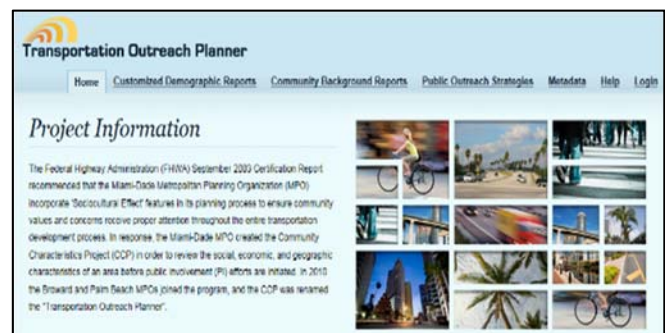 Transportation Outreach Planner
Home Customized Demographic Reports Community Background Reports Public Outreach Strategies Metadata Help Login
Project Information
The Federal Highway Administration (FHWA) September 2003 Certification Report
recommended that the Miami-Dade Metropolitan Planning Organization (MPO)
incorporate 'Sociocultural Effect' features in its planning process to ensure community
values and concerns receive proper attention throughout the entire transportation
development process. In response, the Miami-Dade MPO created the Community
Characteristics Project (CCP) in order to review the social, economic, and geographic
characteristics of an area before public involvement (PI) efforts are initiated. In 2010
the Broward and Palm Beach MPOs joined the program, and the CCP was renamed
the "Transportation Outreach Planner".